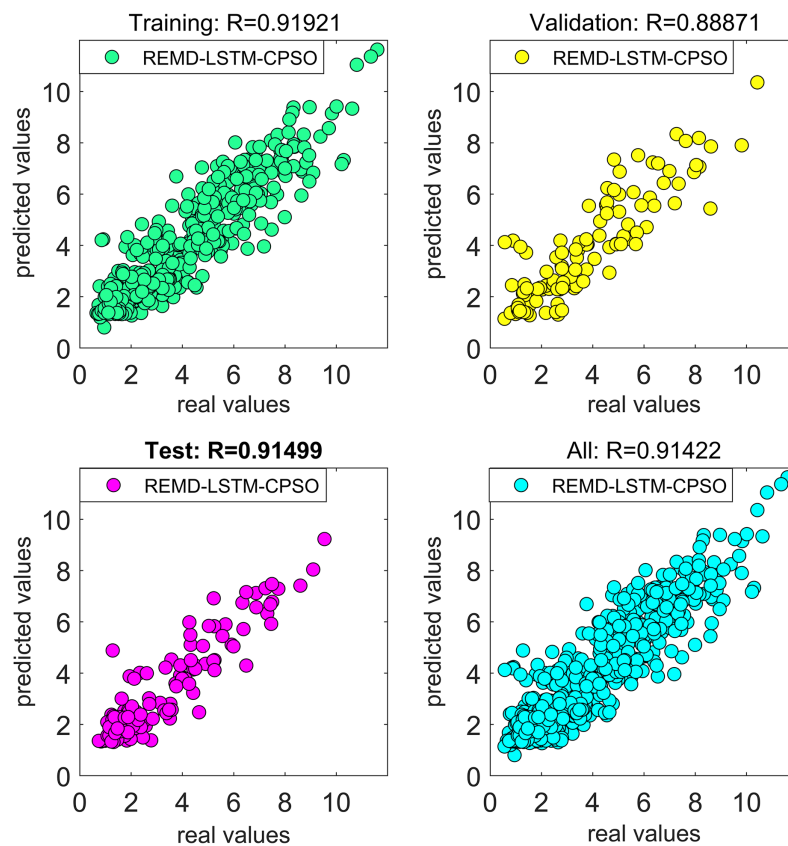 Training: R=0.91921
REMD-LSTM-CPSO
10
8
6
4
2
0
predicted values
0 2 4 6 8 10
real values
Validation: R=0.88871
REMD-LSTM-CPSO
10
8
6
4
2
0
predicted values
0 2 4 6 8 10
real values
Test: R=0.91499
REMD-LSTM-CPSO
10
8
6
4
2
0
predicted values
0 2 4 6 8 10
real values
All: R=0.91422
REMD-LSTM-CPSO
10
8
6
4
2
0
predicted values
0 2 4 6 8 10
real values